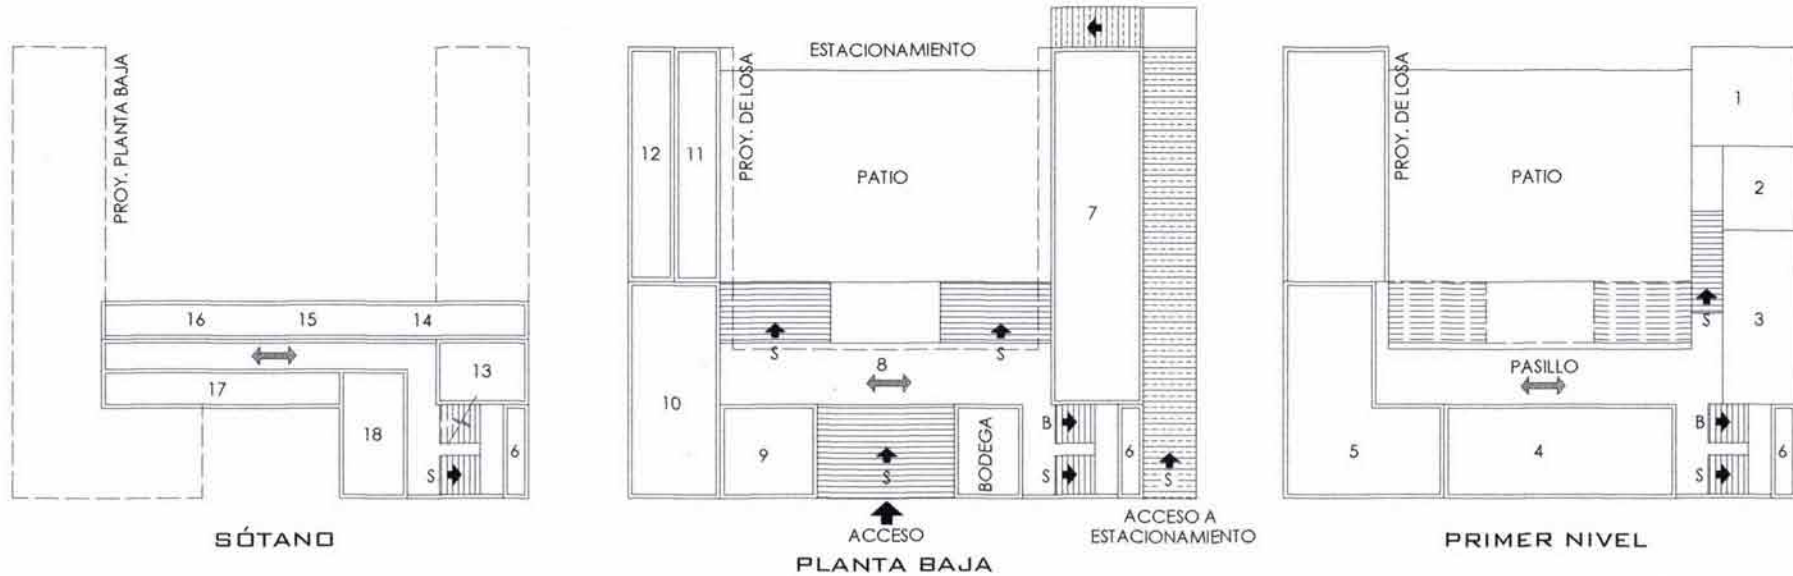 PROY. PLANTA BAJA
16 15 14
13
17
18
6
S
SÓTANO
ESTACIONAMIENTO
PROY. DE LOSA
12 11
PATIO
7
S S
8
10
9
S
BODEGA
B
S
6
S
ACCESO
ACCESO A
ESTACIONAMIENTO
PLANTA BAJA
PROY. DE LOSA
1
PATIO
2
3
S
PASILLO
5
4
B
S
6
PRIMER NIVEL